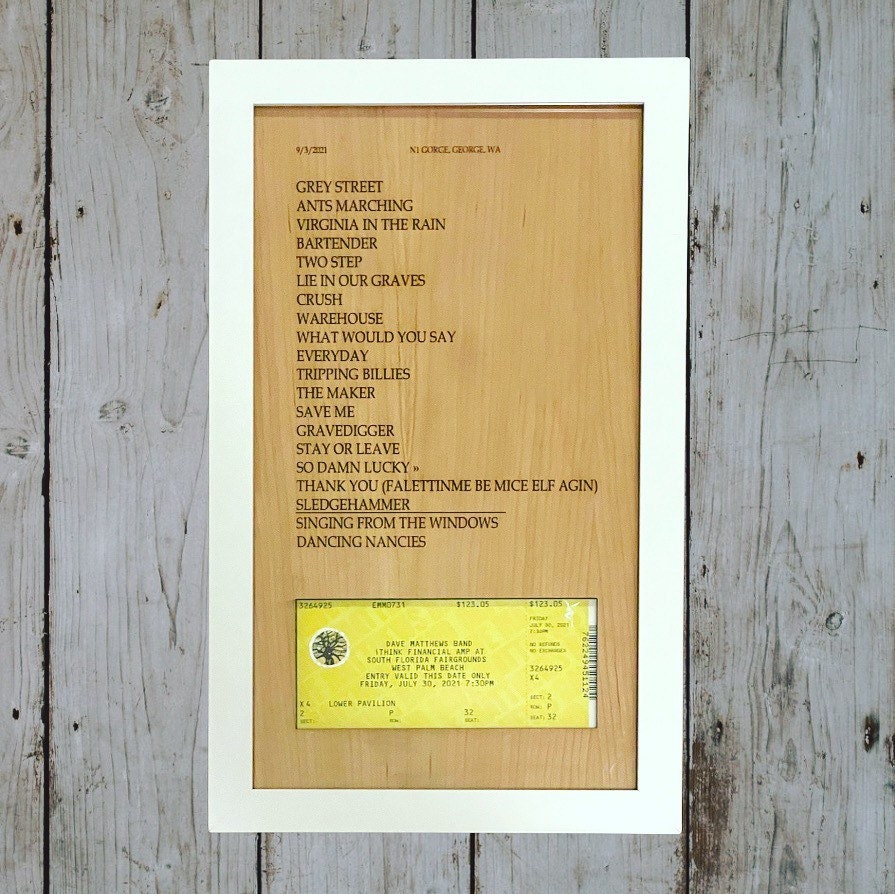 9/3/2021 N1 GORGE, GEORGE, WA
GREY STREET
ANTS MARCHING
VIRGINIA IN THE RAIN
BARTENDER
TWO STEP
LIE IN OUR GRAVES
CRUSH
WAREHOUSE
WHAT WOULD YOU SAY
EVERYDAY
TRIPPING BILLIES
THE MAKER
SAVE ME
GRAVEDIGGER
STAY OR LEAVE
SO DAMN LUCKY »
THANK YOU (FALETTINME BE MICE ELF AGIN)
SLEDGEHAMMER
SINGING FROM THE WINDOWS
DANCING NANCIES
3264925 EMM0731 $123.05 $123.05
DAVE MATTHEWS BAND
ITHINK FINANCIAL AMP AT
SOUTH FLORIDA FAIRGROUNDS
WEST PALM BEACH
ENTRY VALID THIS DATE ONLY
FRIDAY, JULY 30, 2021 7:30PM
X4 LOWER PAVILION
2 P 32
SECT: ROW: SEAT:
FRIDAY
JULY 30, 2021
7:30PM
NO REFUNDS
NO EXCHANGES
3264925
X4
SECT: 2
ROW: P
SEAT: 32
762249451124